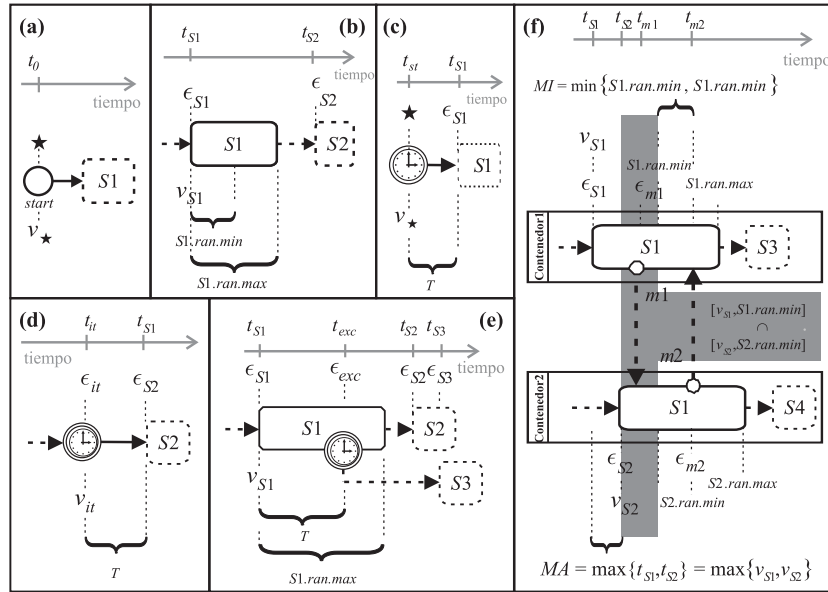 (a)
t0
tiempo
★
S1
start
v★
(b)
tS1 tS2
tiempo
ϵS1 ϵS2
S1 S2
vS1
S1.ran.min
S1.ran.max
(c)
tst tS1
tiempo
★ ϵS1
S1
v★
T
(d)
tit tS1
tiempo
ϵit ϵS2
S2
vit
T
(e)
tS1 texc tS2 tS3
tiempo
ϵS1 ϵexc ϵS2 ϵS3
S1 S2
vS1 S3
T
S1.ran.max
(f)
tS1 tS2 tm1 tm2
tiempo
MI = min {S1.ran.min , S1.ran.min}
vS1
S1.ran.min
ϵS1 ϵm1 S1.ran.max
Contenedor1
S1 S3
m1
[vS1,S1.ran.min]
∩
[vS2,S2.ran.min]
m2
Contenedor2
S1 S4
ϵS2 ϵm2
S2.ran.max
vS2 S2.ran.min
MA = max{tS1,tS2} = max{vS1,vS2}